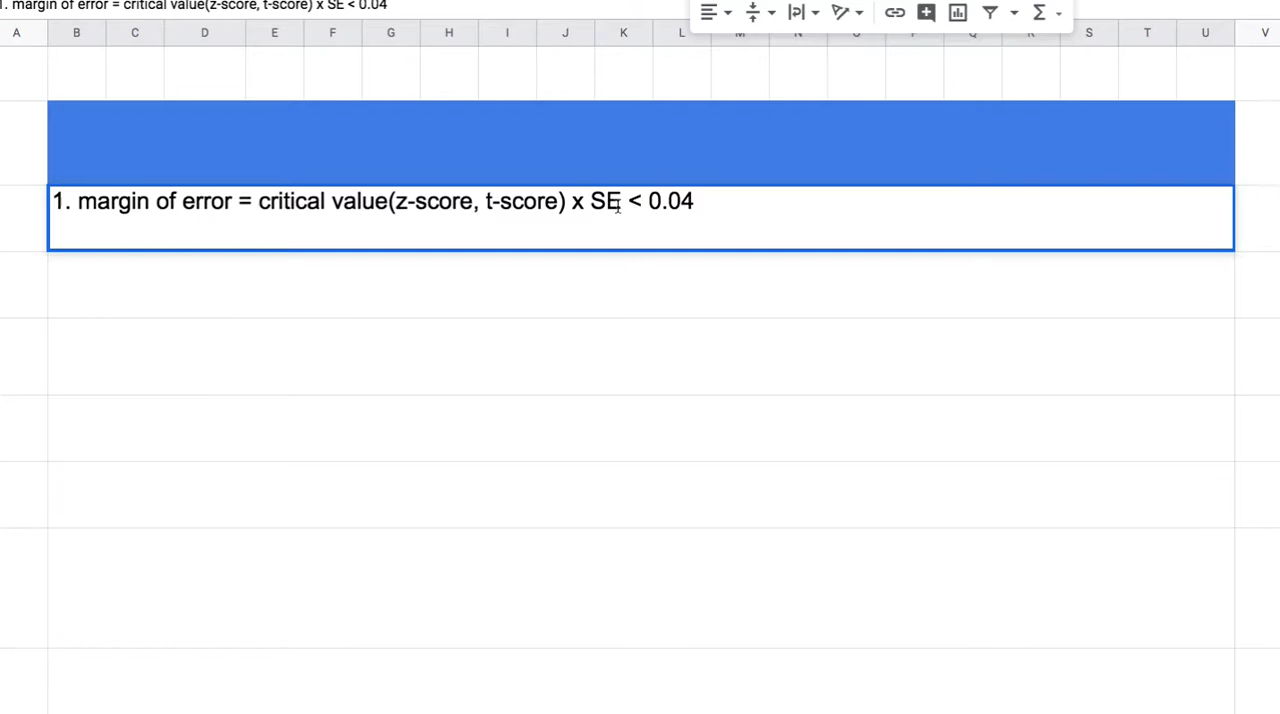 1. margin of error = critical value(z-score, t-score) x SE < 0.04
A B C D E F G H I J K L M N O P Q R S T U V
1. margin of error = critical value(z-score, t-score) x SE < 0.04